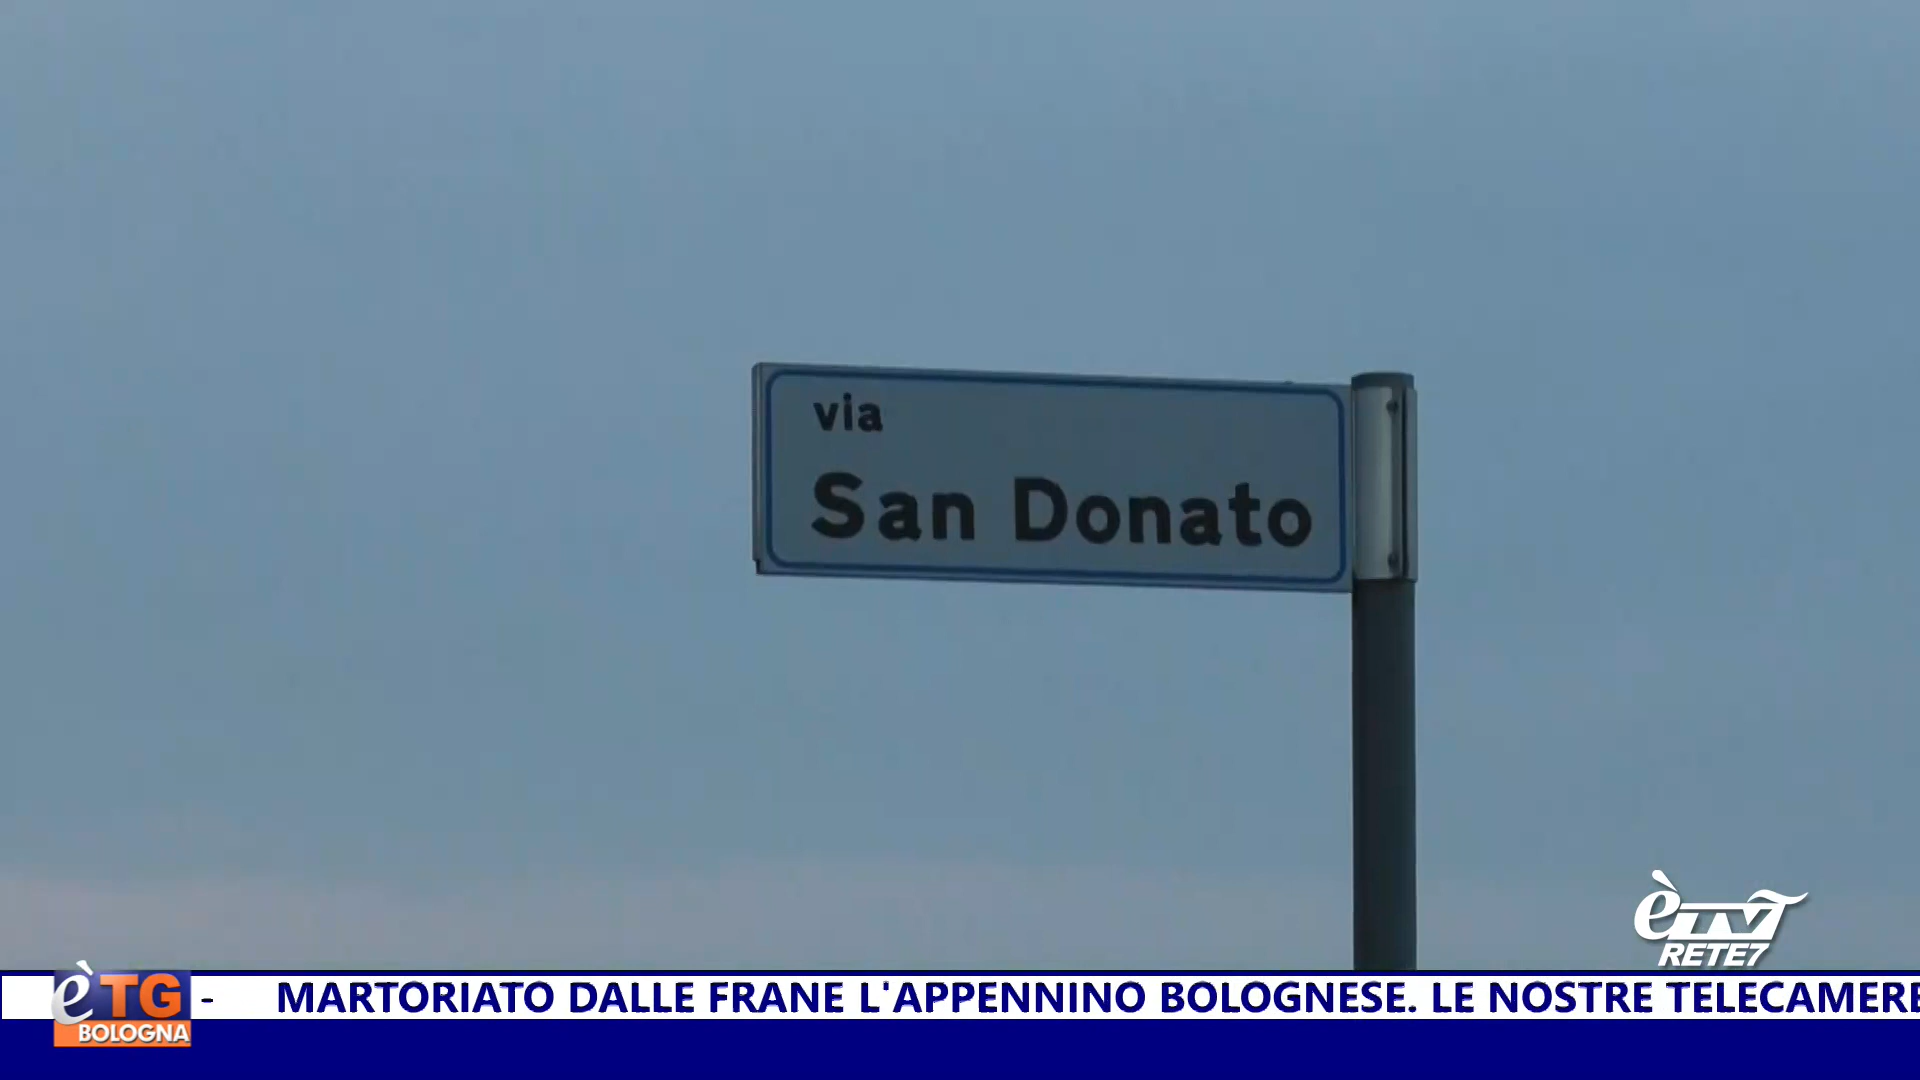 via
San Donato
èTV
RETE7
èTG
BOLOGNA
- MARTORIATO DALLE FRANE L'APPENNINO BOLOGNESE. LE NOSTRE TELECAMERE